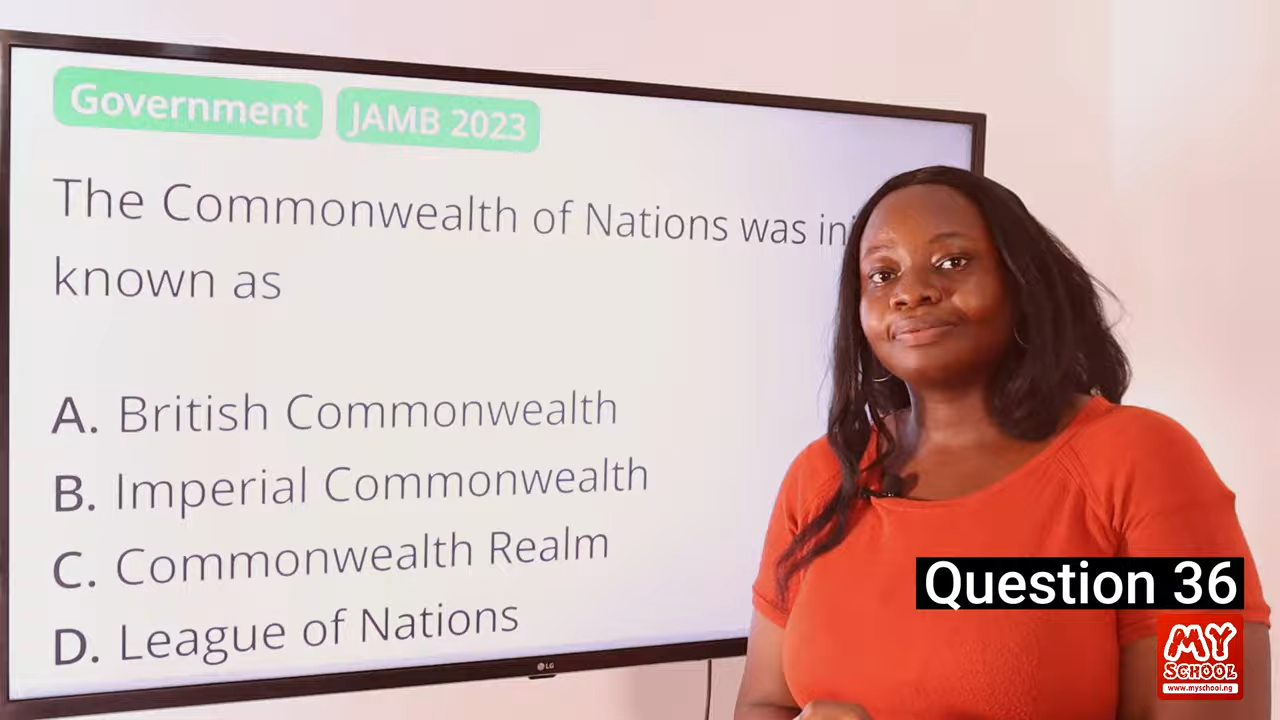 Government JAMB 2023
The Commonwealth of Nations was
known as
A. British Commonwealth
B. Imperial Commonwealth
C. Commonwealth Realm
D. League of Nations
LG
Question 36
MY
SCHOOL
www.myschool.ng